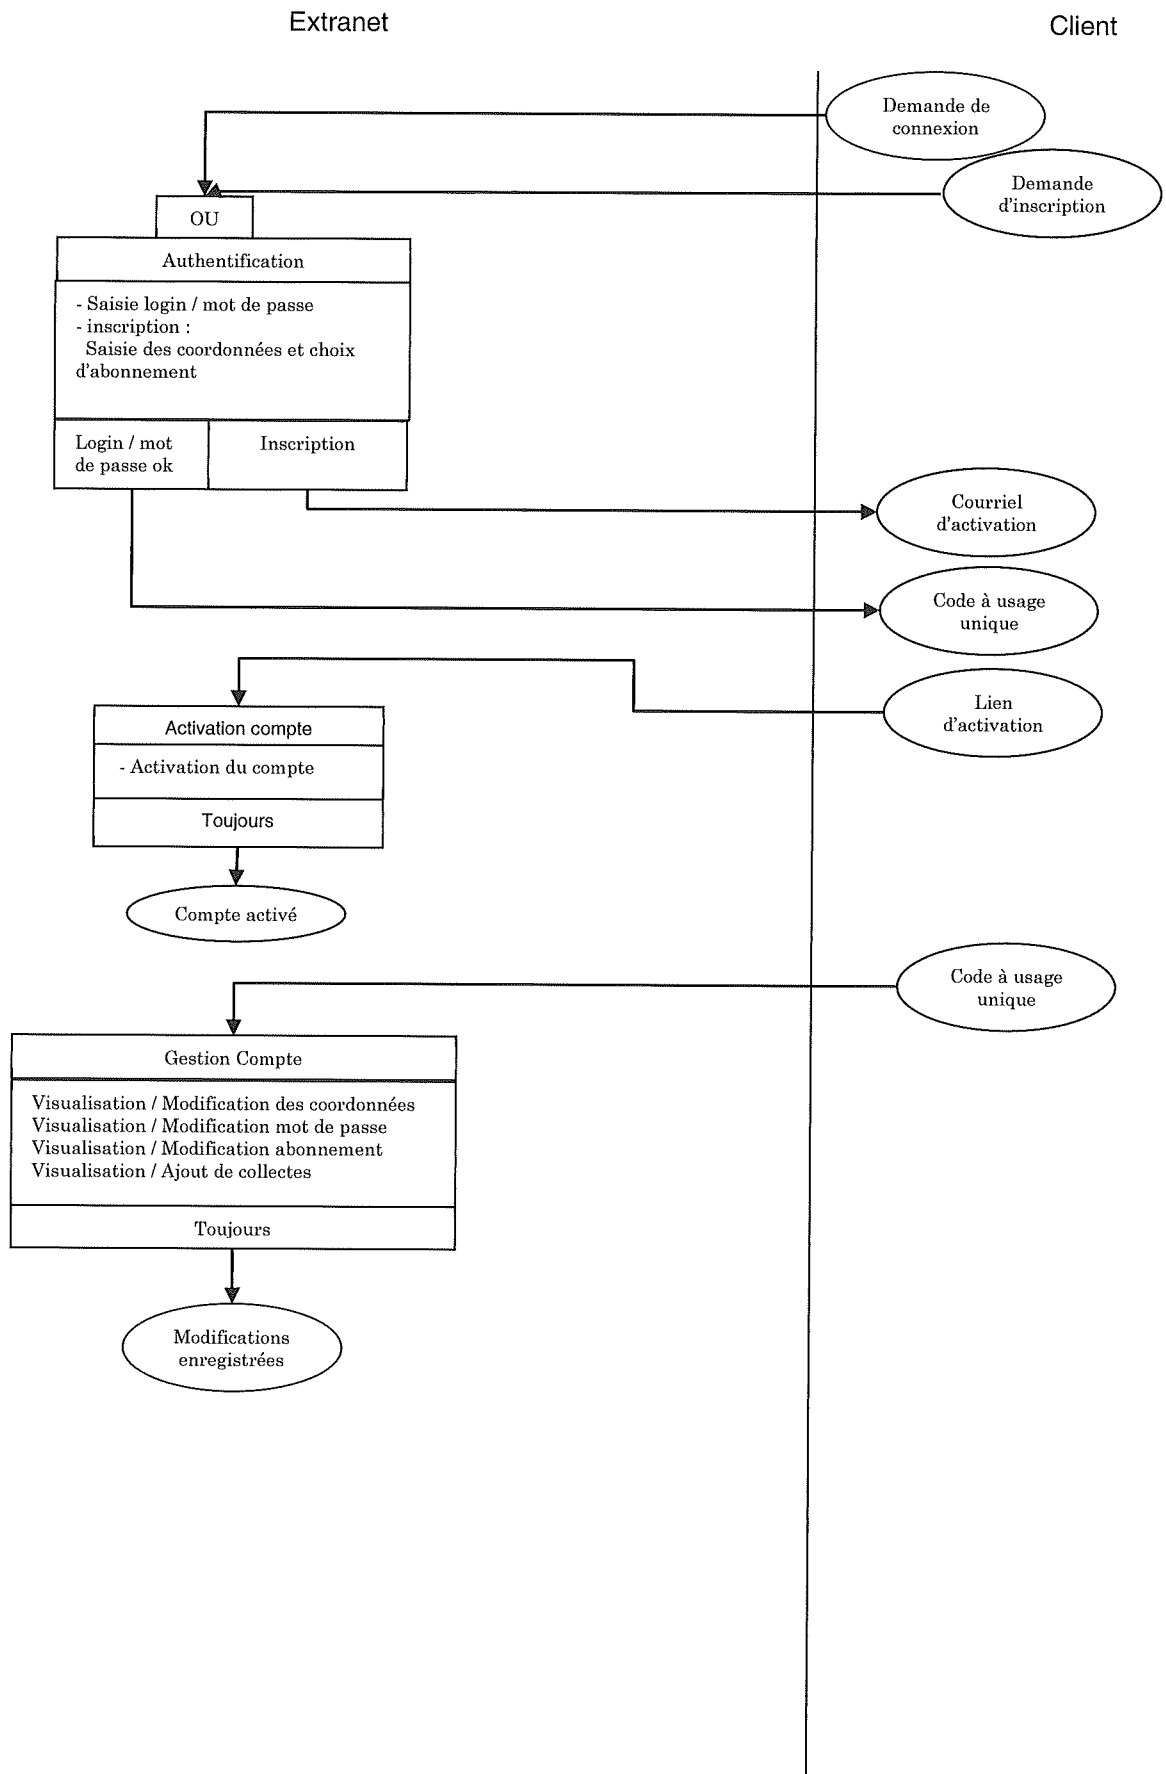 Extranet
Client
Demande de
connexion
Demande
d'inscription
OU
Authentification
- Saisie login / mot de passe
- inscription :
Saisie des coordonnées et choix
d'abonnement
Login / mot
de passe ok
Inscription
Courriel
d'activation
Code à usage
unique
Lien
d'activation
Activation compte
- Activation du compte
Toujours
Compte activé
Code à usage
unique
Gestion Compte
Visualisation / Modification des coordonnées
Visualisation / Modification mot de passe
Visualisation / Modification abonnement
Visualisation / Ajout de collectes
Toujours
Modifications
enregistrées